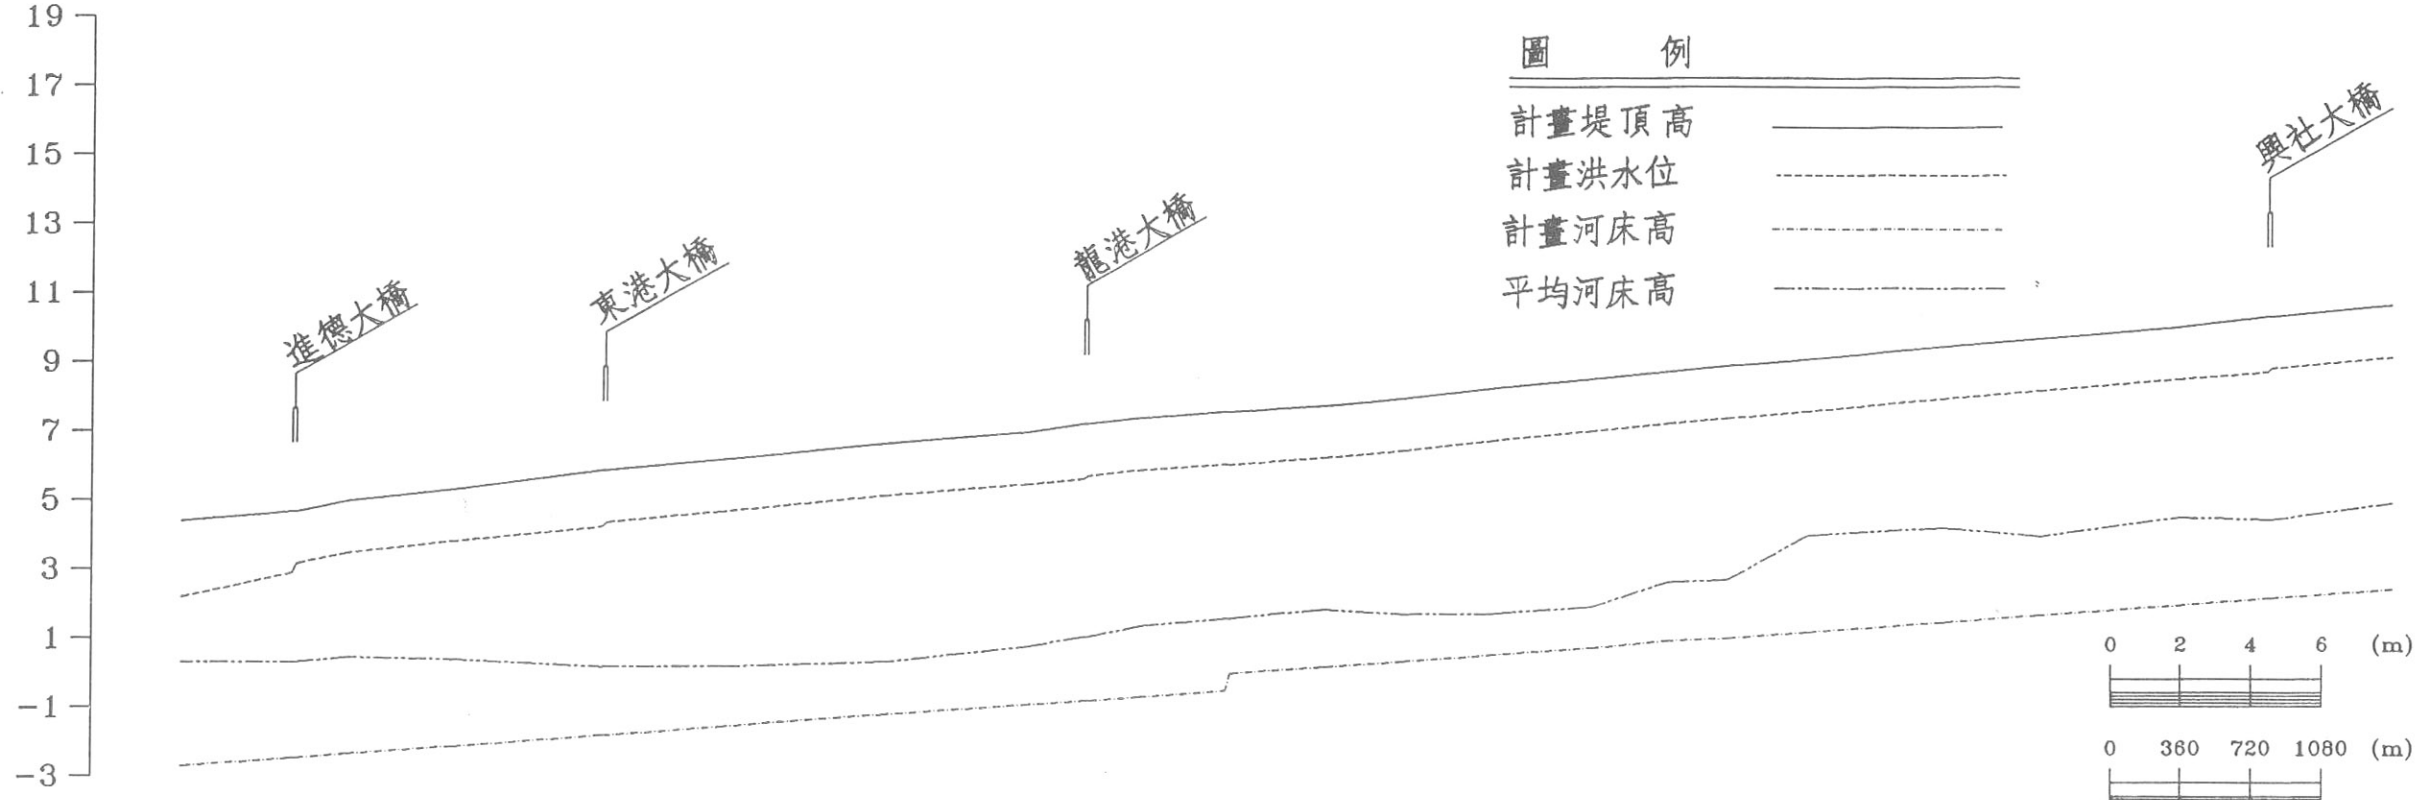 19
17
15
13
11
9
7
5
3
1
-1
-3
進德大橋
東港大橋
龍港大橋
興社大橋
圖 例
計畫堤頂高
計畫洪水位
計畫河床高
平均河床高
0 2 4 6 (m)
0 360 720 1080 (m)